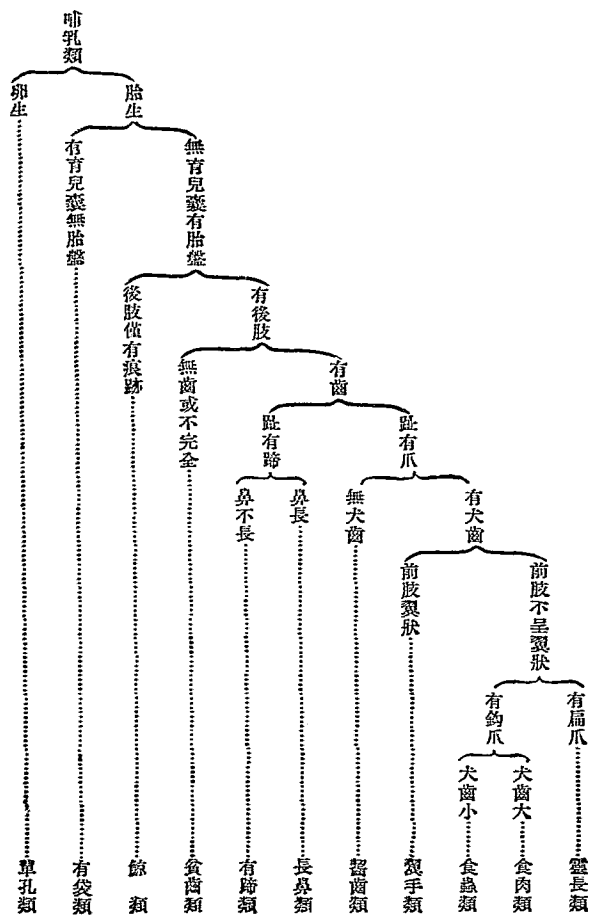 哺乳類
卵生
胎生
有育兒囊無胎盤
無育兒囊有胎盤
後肢僅有痕跡
有後肢
無齒或不完全
有齒
趾有蹄
趾有爪
鼻不長
鼻長
無犬齒
有犬齒
前肢翼狀
前肢不呈翼狀
有鈎爪
有扁爪
犬齒小
犬齒大
單孔類
有袋類
鯨類
貧齒類
有蹄類
長鼻類
齧齒類
翼手類
食蟲類
食肉類
靈長類